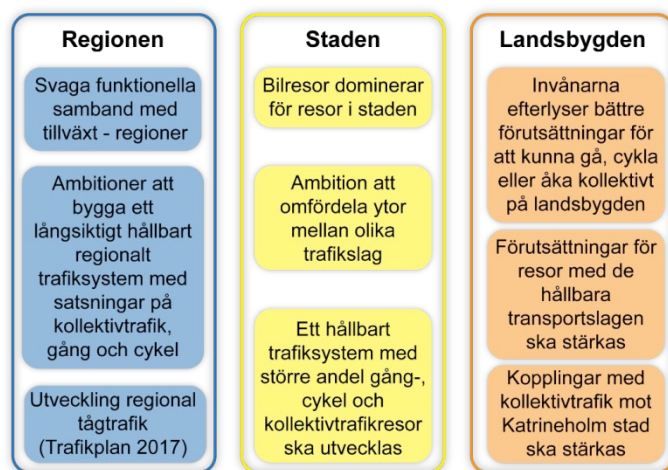 Regionen
Svaga funktionella
samband med
tillväxt - regioner
Ambitioner att
bygga ett
långsiktigt hållbart
regionalt
trafiksystem med
satsningar på
kollektivtrafik,
gång och cykel
Utveckling regional
tågtrafik
(Trafikplan 2017)
Staden
Bilresor dominerar
för resor i staden
Ambition att
omfördela ytor
mellan olika
trafikslag
Ett hållbart
trafiksystem med
större andel gång-,
cykel och
kollektivtrafikresor
ska utvecklas
Landsbygden
Invånarna
efterlyser bättre
förutsättningar för
att kunna gå, cykla
eller åka kollektivt
på landsbygden
Förutsättningar för
resor med de
hållbara
transportslagen
ska stärkas
Kopplingar med
kollektivtrafik mot
Katrineholm stad
ska stärkas